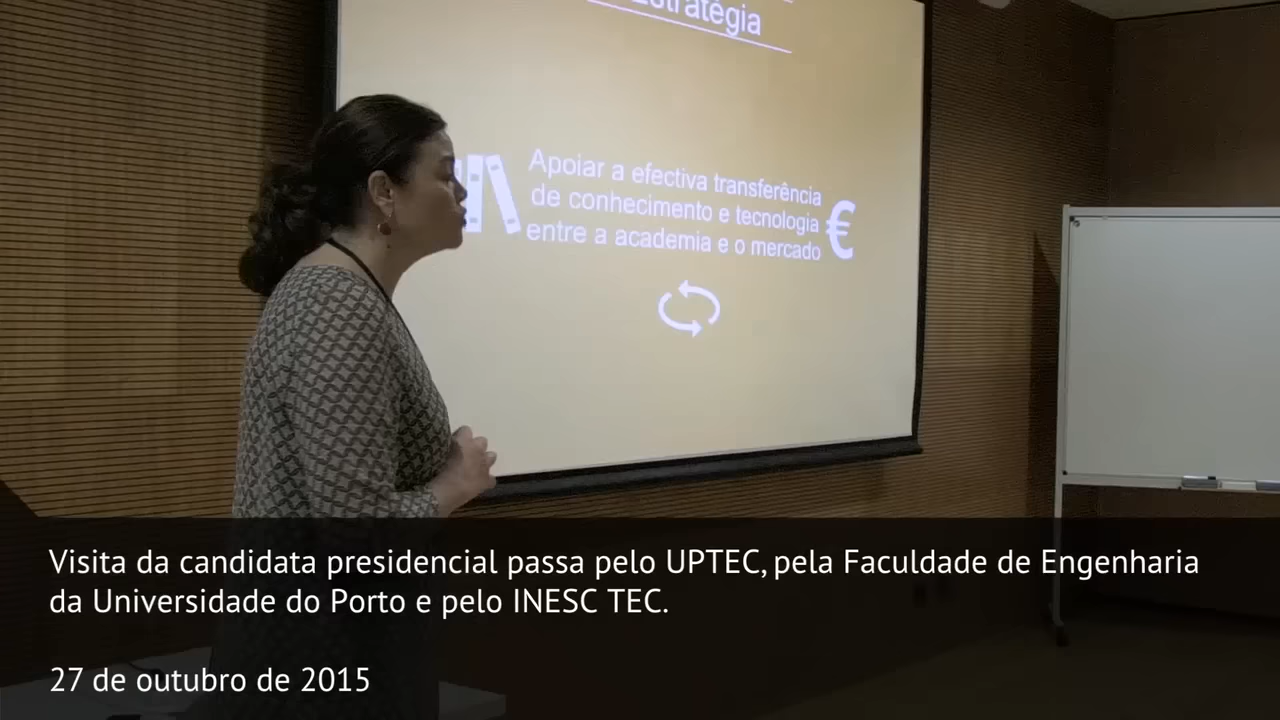 Estratégia
Apoiar a efectiva transferência
de conhecimento e tecnologia
entre a academia e o mercado
€
Visita da candidata presidencial passa pelo UPTEC, pela Faculdade de Engenharia
da Universidade do Porto e pelo INESC TEC.
27 de outubro de 2015